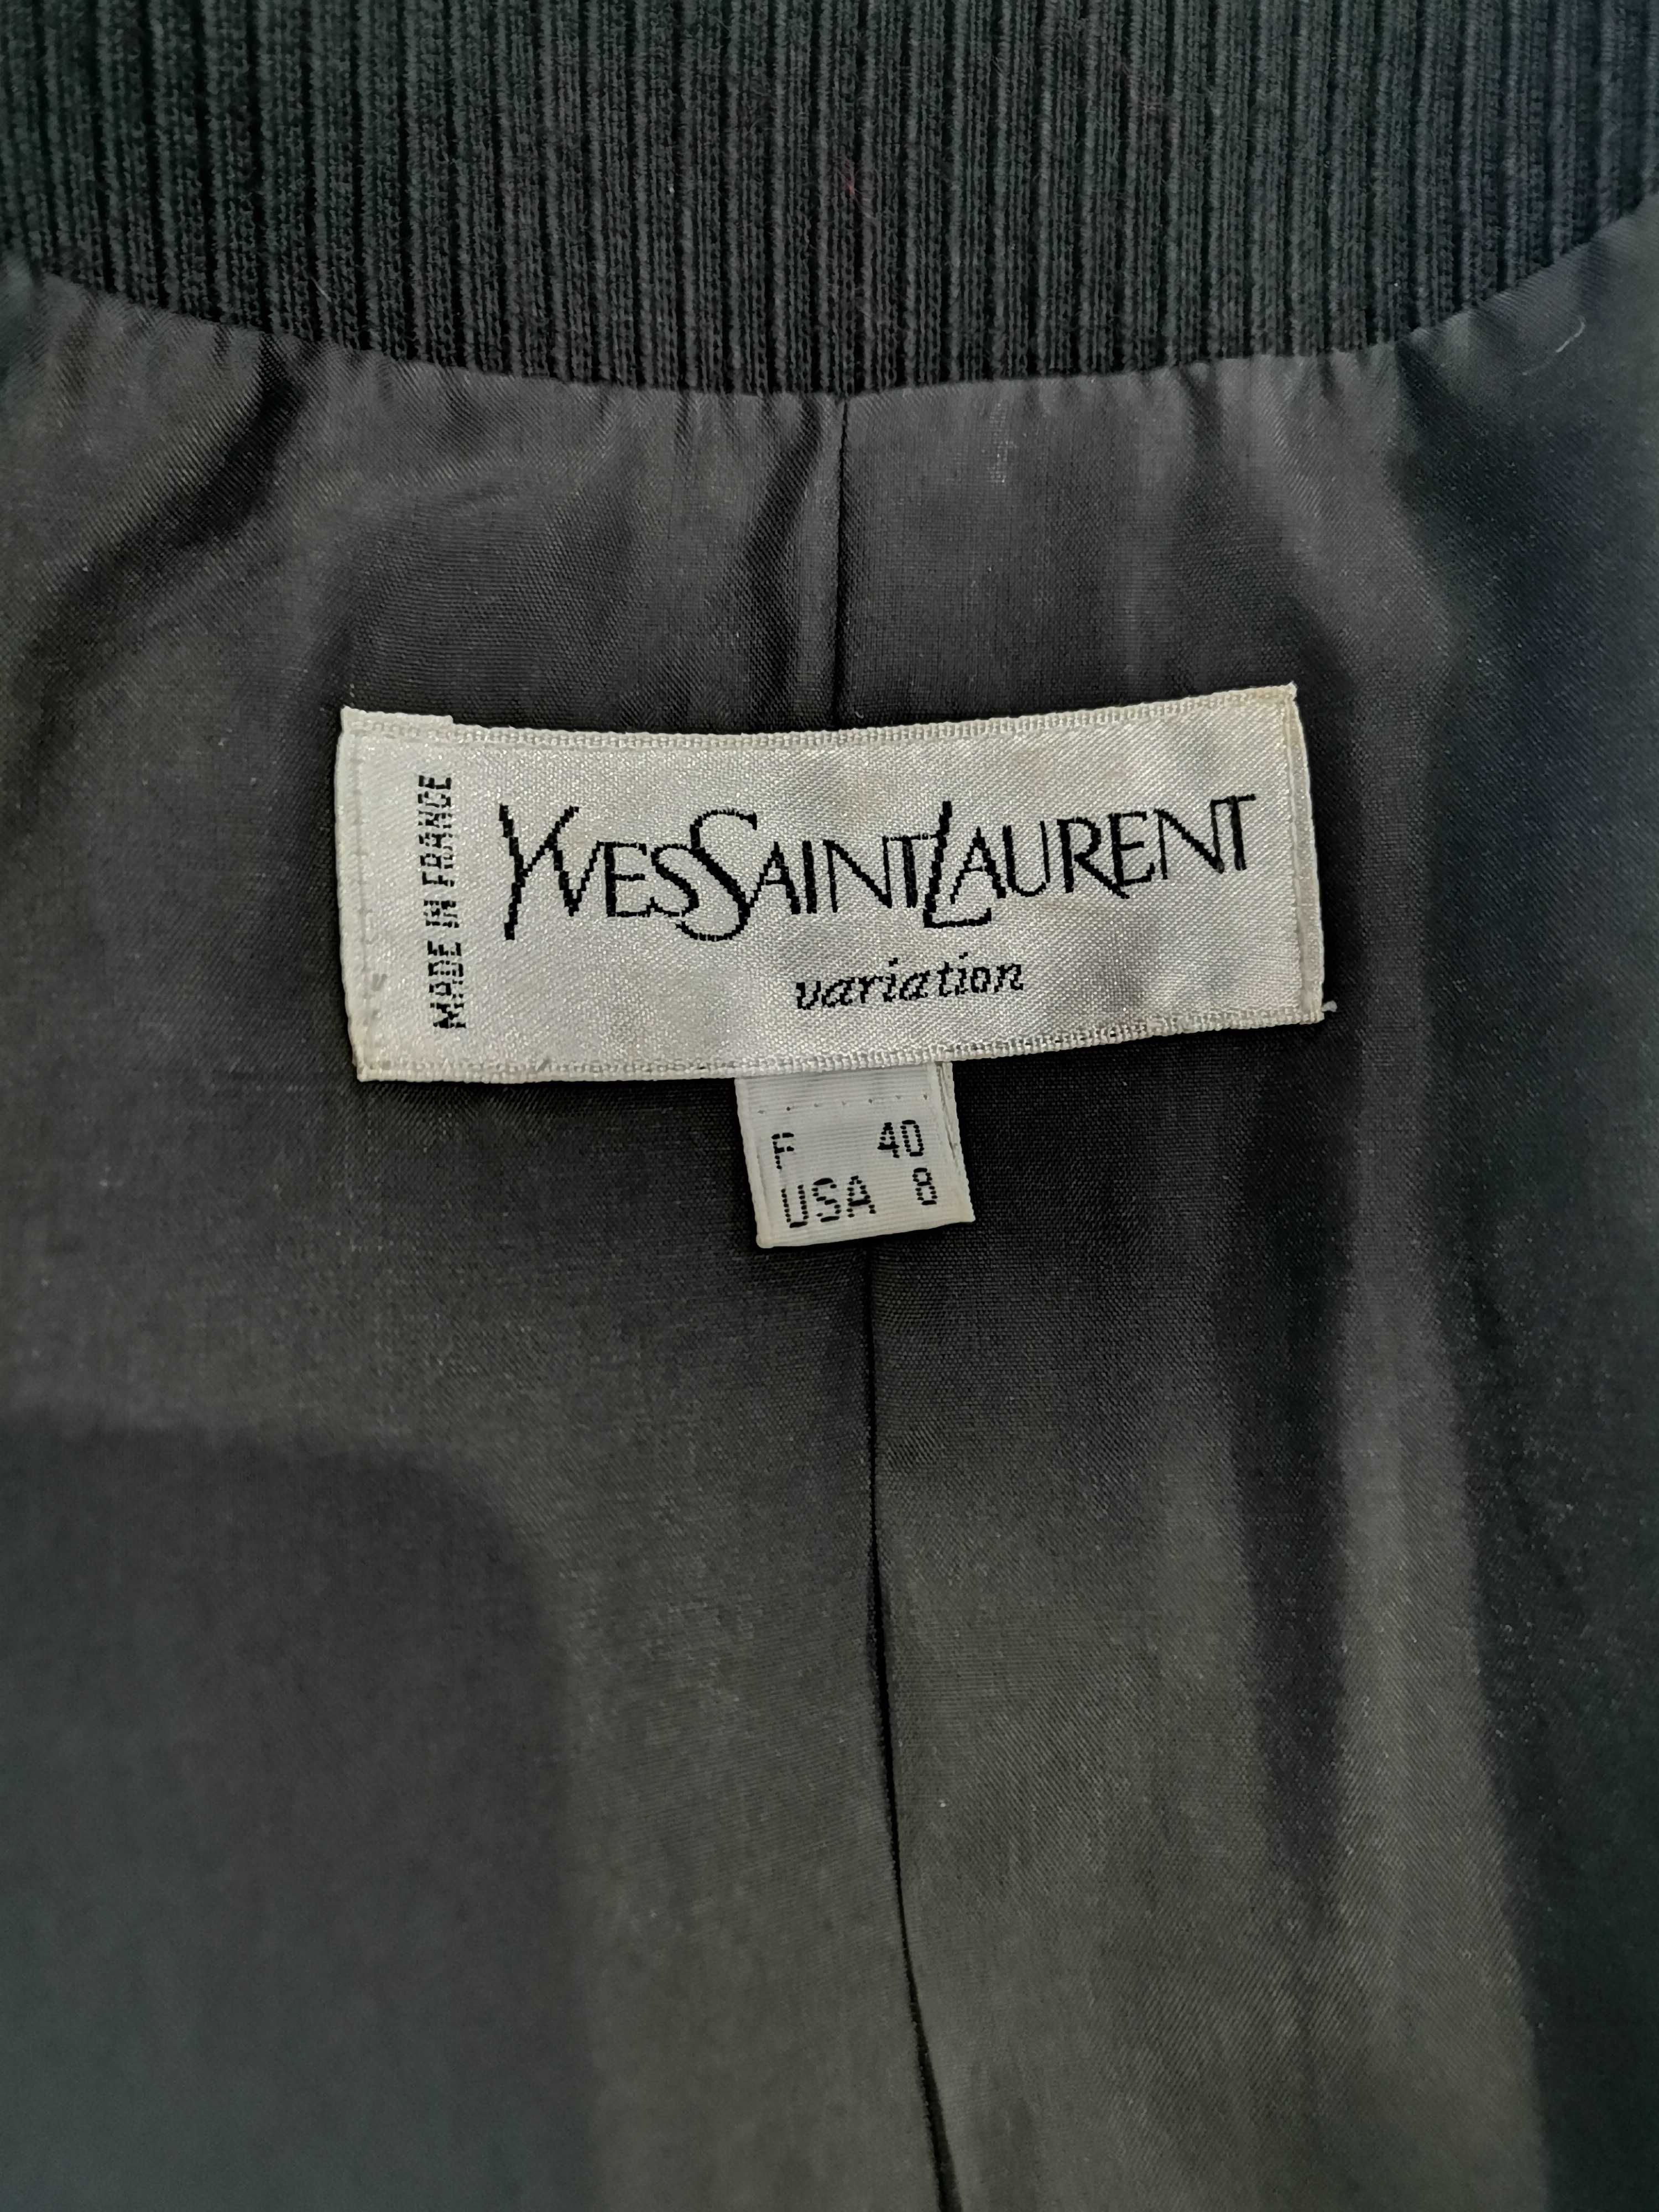 MADE IN FRANCE
YVESSAINTLAURENT
variation
F 40
USA 8